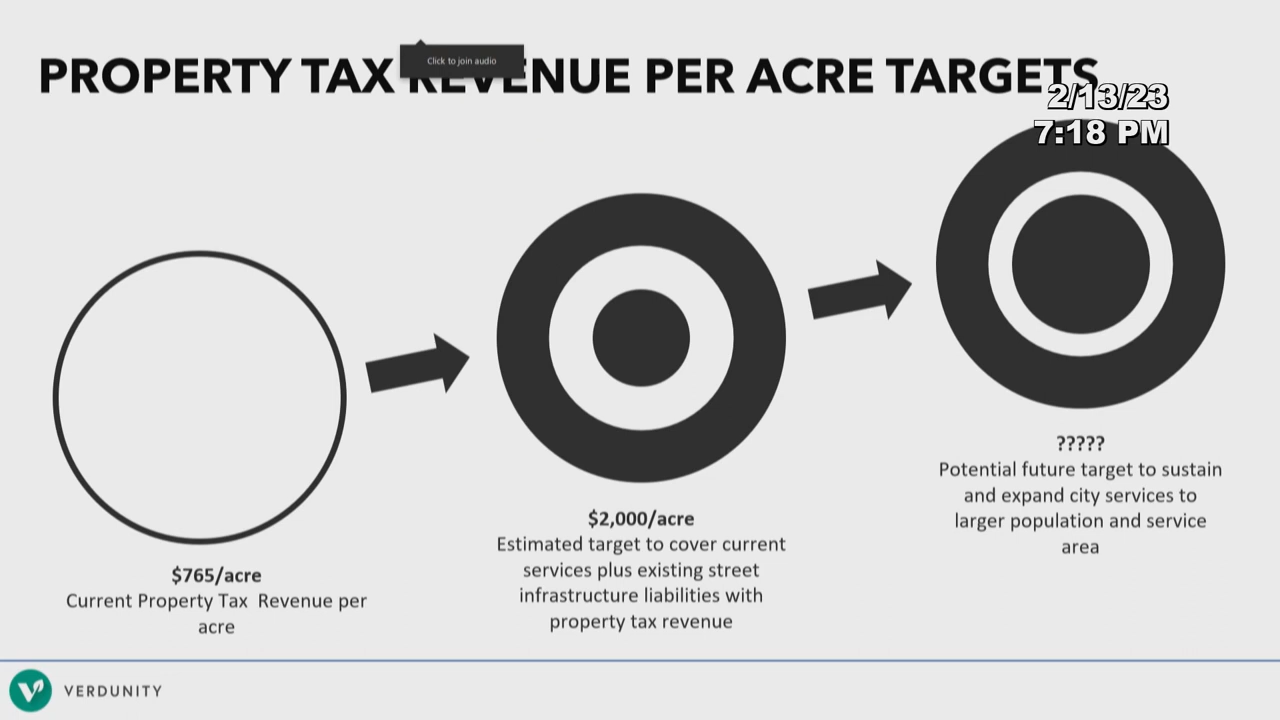 Click to join audio
PROPERTY TAX REVENUE PER ACRE TARGETS
2/13/23
7:18 PM
$765/acre
Current Property Tax Revenue per
acre
$2,000/acre
Estimated target to cover current
services plus existing street
infrastructure liabilities with
property tax revenue
?????
Potential future target to sustain
and expand city services to
larger population and service
area
VERDUNITY